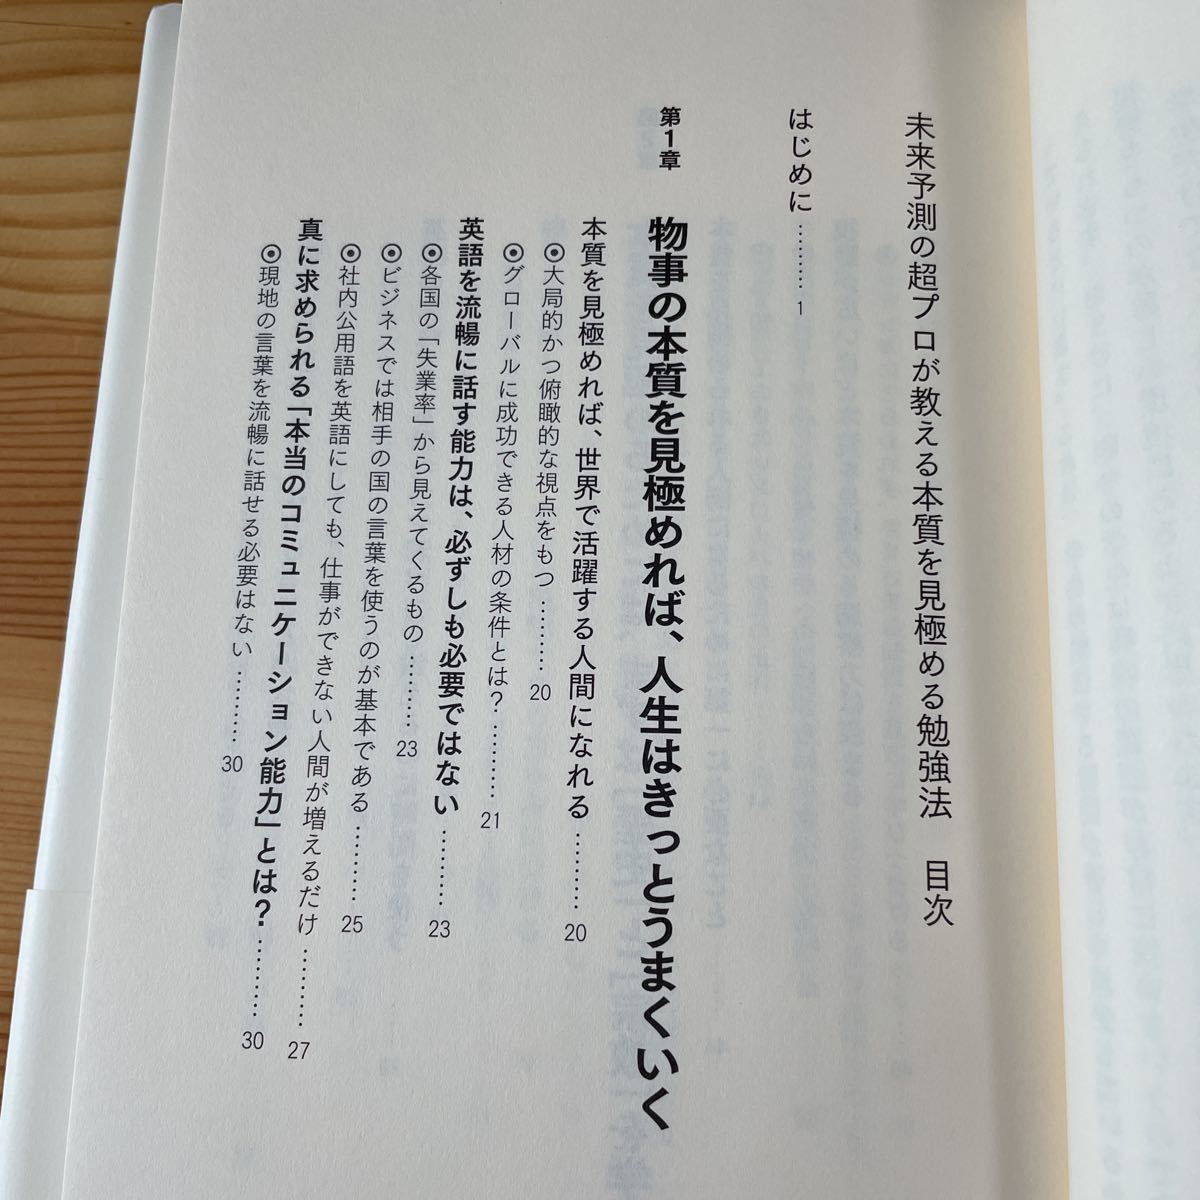 未来予測の超プロが教える本質を見極める勉強法　目次
はじめに………1
第1章
物事の本質を見極めれば、人生はきっとうまくいく
本質を見極めれば、世界で活躍する人間になれる………20
◉大局的かつ俯瞰的な視点をもつ………20
◉グローバルに成功できる人材の条件とは？………21
英語を流暢に話す能力は、必ずしも必要ではない………23
◉各国の「失業率」から見えてくるもの………23
◉ビジネスでは相手の国の言葉を使うのが基本である………25
◉社内公用語を英語にしても、仕事ができない人間が増えるだけ………27
真に求められる「本当のコミュニケーション能力」とは？………30
◉現地の言葉を流暢に話せる必要はない………30